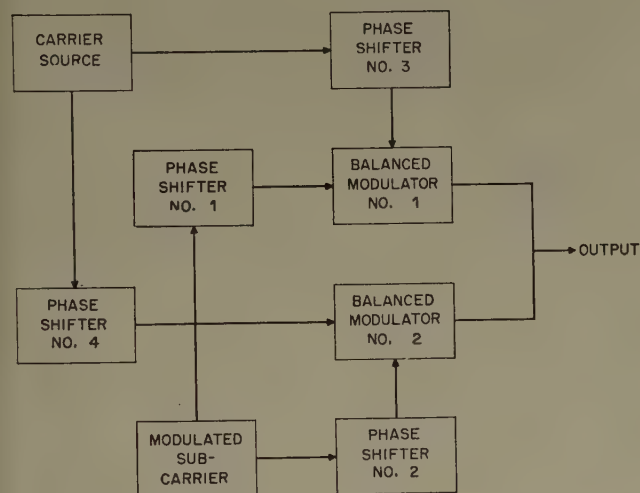 CARRIER
SOURCE
PHASE
SHIFTER
NO. 3
PHASE
SHIFTER
NO. 1
BALANCED
MODULATOR
NO. 1
OUTPUT
PHASE
SHIFTER
NO. 4
BALANCED
MODULATOR
NO. 2
MODULATED
SUB-
CARRIER
PHASE
SHIFTER
NO. 2